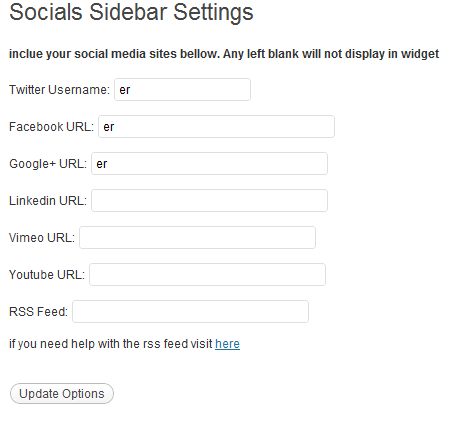 Socials Sidebar Settings
inclue your social media sites bellow. Any left blank will not display in widget
Twitter Username: er
Facebook URL: er
Google+ URL: er
Linkedin URL:
Vimeo URL:
Youtube URL:
RSS Feed:
if you need help with the rss feed visit here
Update Options